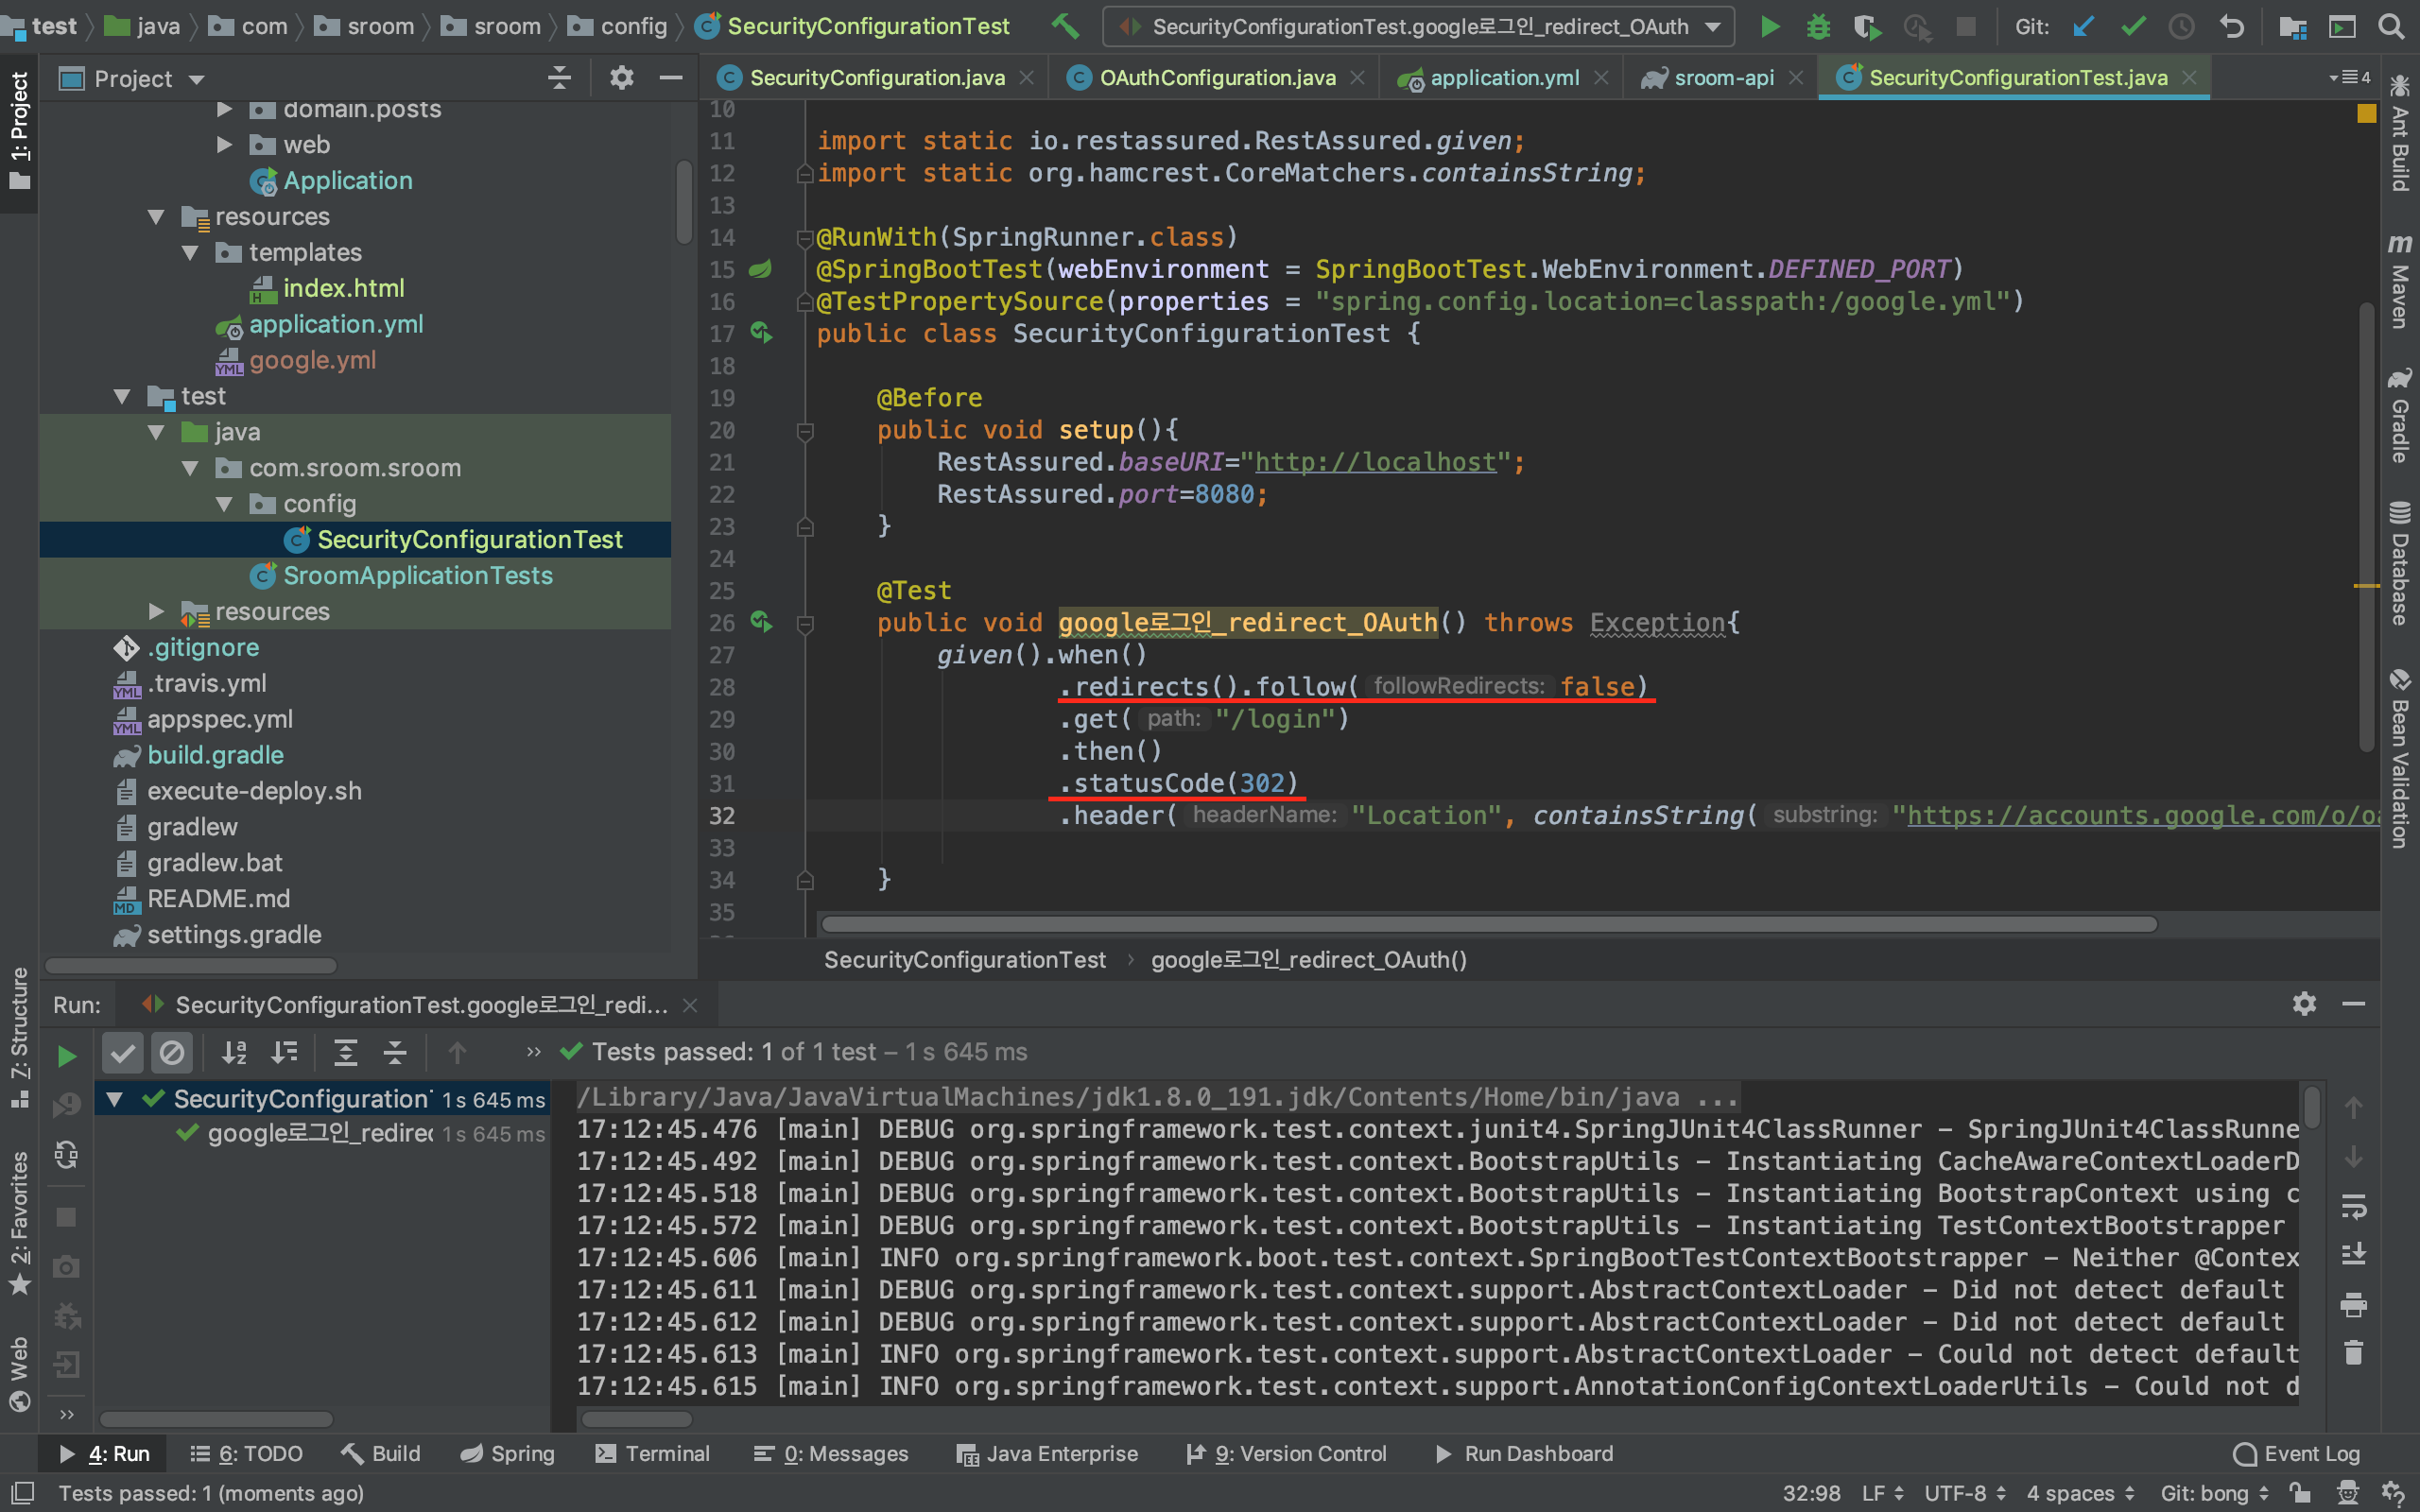 test java com sroom sroom config SecurityConfigurationTest SecurityConfigurationTest.google로그인_redirect_OAuth Git:
Project
SecurityConfiguration.java OAuthConfiguration.java application.yml sroom-api SecurityConfigurationTest.java 4
domain.posts
web
Application
resources
templates
index.html
application.yml
google.yml
test
java
com.sroom.sroom
config
SecurityConfigurationTest
SroomApplicationTests
resources
.gitignore
.travis.yml
appspec.yml
build.gradle
execute-deploy.sh
gradlew
gradlew.bat
README.md
settings.gradle
10
11 import static io.restassured.RestAssured.given;
12 import static org.hamcrest.CoreMatchers.containsString;
13
14 @RunWith(SpringRunner.class)
15 @SpringBootTest(webEnvironment = SpringBootTest.WebEnvironment.DEFINED_PORT)
16 @TestPropertySource(properties = "spring.config.location=classpath:/google.yml")
17 public class SecurityConfigurationTest {
18
19 @Before
20 public void setup(){
21 RestAssured.baseURI="http://localhost";
22 RestAssured.port=8080;
23 }
24
25 @Test
26 public void google로그인_redirect_OAuth() throws Exception{
27 given().when()
28 .redirects().follow( followRedirects: false)
29 .get( path: "/login")
30 .then()
31 .statusCode(302)
32 .header( headerName: "Location", containsString( substring: "https://accounts.google.com/o/oa
33
34 }
35
SecurityConfigurationTest › google로그인_redirect_OAuth()
1: Project
7: Structure
2: Favorites
Web
Ant Build
m Maven
Gradle
Database
Bean Validation
Run: SecurityConfigurationTest.google로그인_redi...
» Tests passed: 1 of 1 test – 1 s 645 ms
SecurityConfiguration 1 s 645 ms
google로그인_redirec 1 s 645 ms
/Library/Java/JavaVirtualMachines/jdk1.8.0_191.jdk/Contents/Home/bin/java ...
17:12:45.476 [main] DEBUG org.springframework.test.context.junit4.SpringJUnit4ClassRunner – SpringJUnit4ClassRunne
17:12:45.492 [main] DEBUG org.springframework.test.context.BootstrapUtils – Instantiating CacheAwareContextLoaderD
17:12:45.518 [main] DEBUG org.springframework.test.context.BootstrapUtils – Instantiating BootstrapContext using c
17:12:45.572 [main] DEBUG org.springframework.test.context.BootstrapUtils – Instantiating TestContextBootstrapper
17:12:45.606 [main] INFO org.springframework.boot.test.context.SpringBootTestContextBootstrapper – Neither @Contex
17:12:45.611 [main] DEBUG org.springframework.test.context.support.AbstractContextLoader – Did not detect default
17:12:45.612 [main] DEBUG org.springframework.test.context.support.AbstractContextLoader – Did not detect default
17:12:45.613 [main] INFO org.springframework.test.context.support.AbstractContextLoader – Could not detect default
17:12:45.615 [main] INFO org.springframework.test.context.support.AnnotationConfigContextLoaderUtils – Could not d
4: Run 6: TODO Build Spring Terminal 0: Messages Java Enterprise 9: Version Control Run Dashboard Event Log
Tests passed: 1 (moments ago) 32:98 LF UTF-8 4 spaces Git: bong